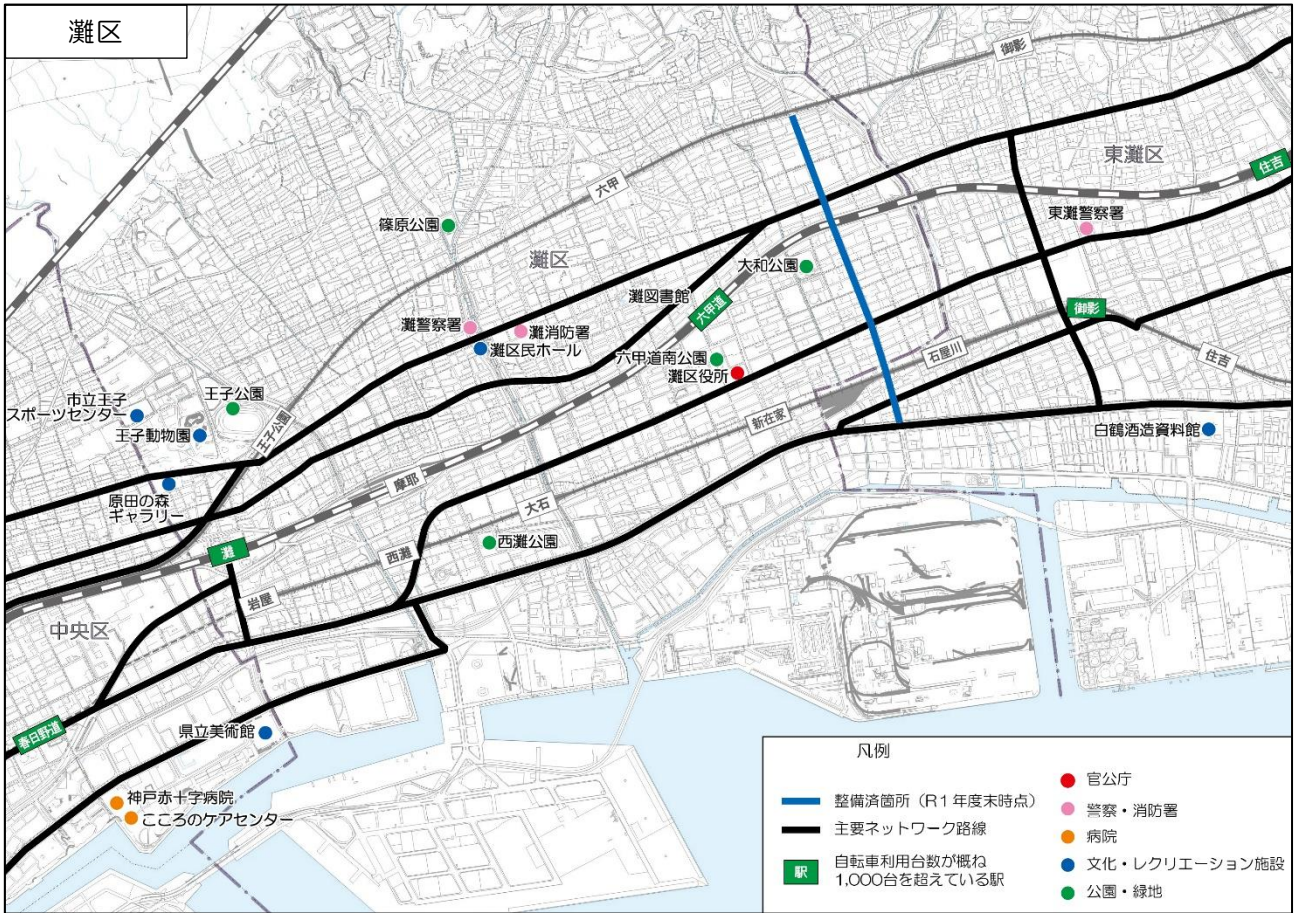 灘区
御影
東灘区
住吉
六甲
篠原公園
東灘警察署
灘区
大和公園
灘図書館
六甲道
御影
灘警察署
灘消防署
灘区民ホール
六甲道南公園
灘区役所
石屋川
住吉
市立王子
スポーツセンター
王子公園
王子動物園
王子公園
新在家
白鶴酒造資料館
原田の森
ギャラリー
摩耶
大石
灘
西灘
西灘公園
岩屋
中央区
春日野道
県立美術館
神戸赤十字病院
こころのケアセンター
凡例
整備済箇所（R１年度末時点）
主要ネットワーク路線
駅
自転車利用台数が概ね
1,000台を超えている駅
官公庁
警察・消防署
病院
文化・レクリエーション施設
公園・緑地